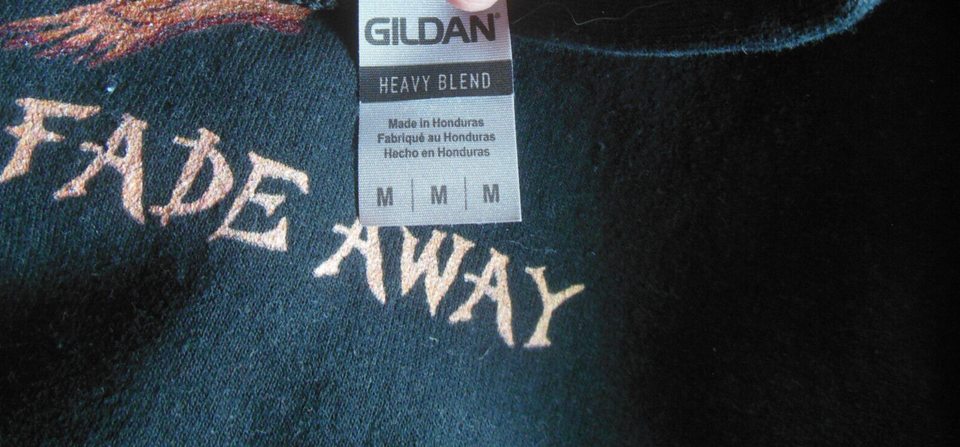 GILDAN®
HEAVY BLEND
Made in Honduras
Fabriqué au Honduras
Hecho en Honduras
M | M | M
FADE AWAY